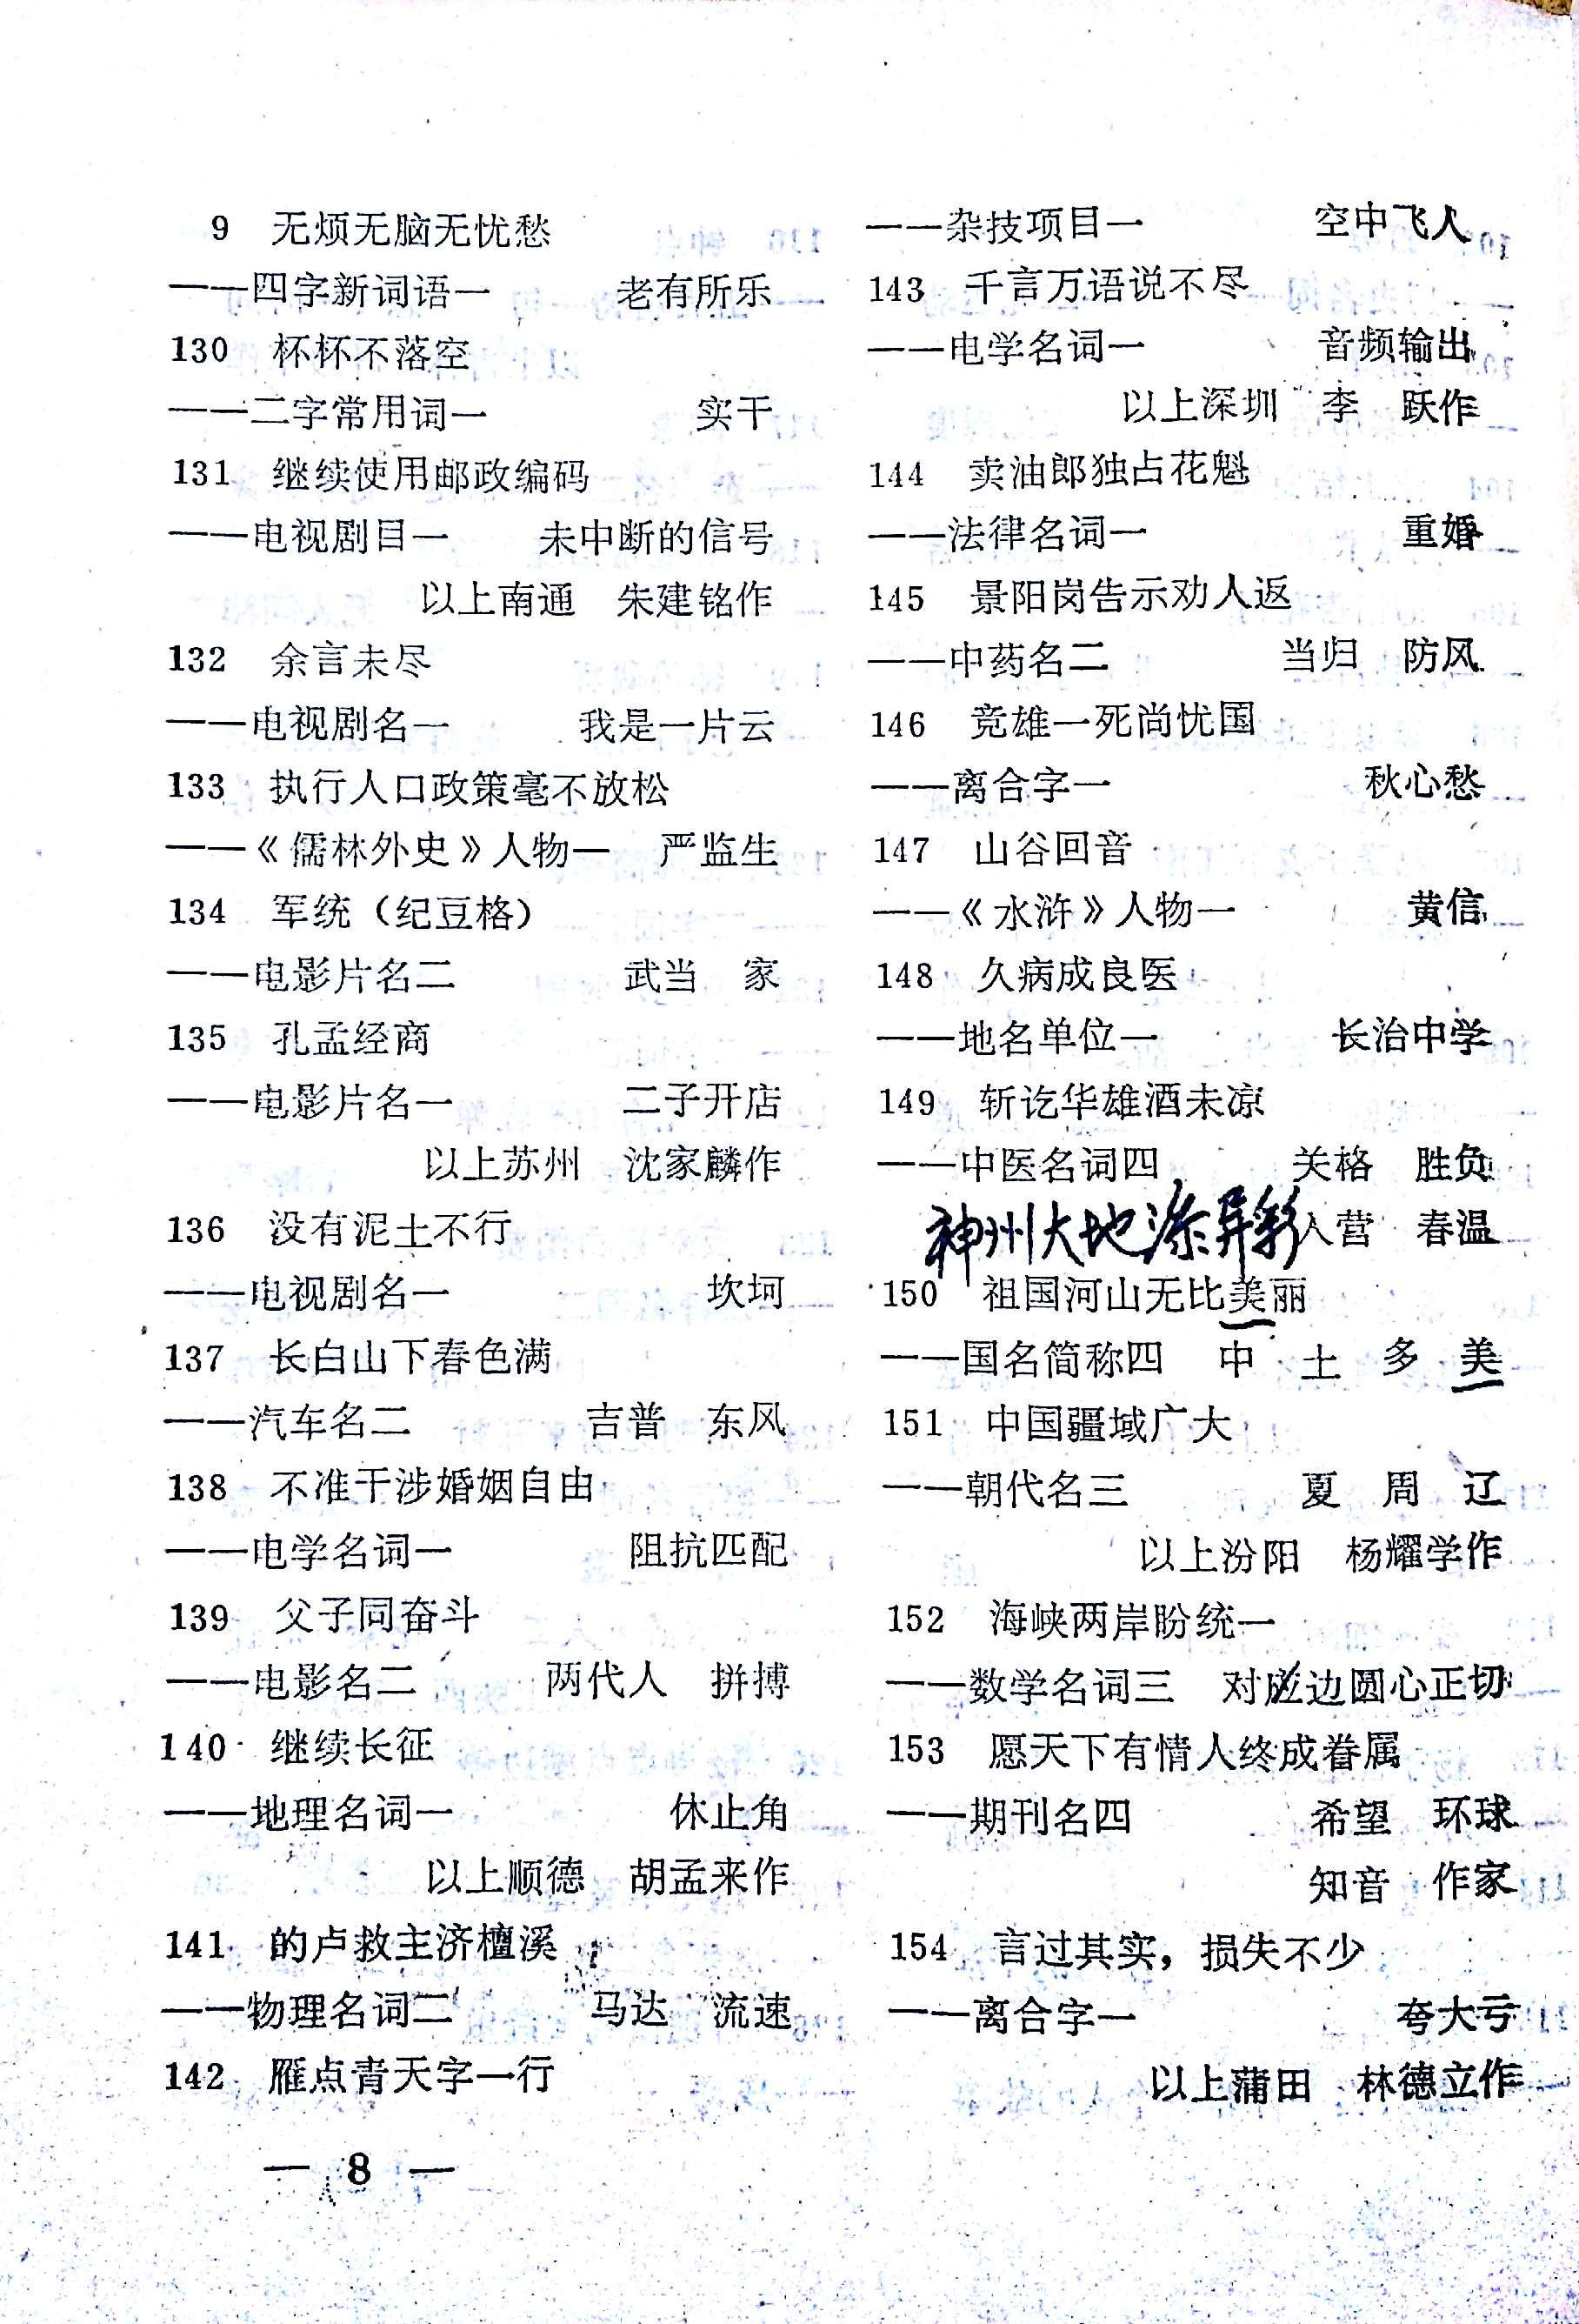 9 无烦无脑无忧愁
——四字新词语一 老有所乐
130 杯杯不落空
——二字常用词一 实干
131 继续使用邮政编码
——电视剧目一 未中断的信号
以上南通 朱建铭作
132 余言未尽
——电视剧名一 我是一片云
133 执行人口政策毫不放松
——《儒林外史》人物一 严监生
134 军统（纪豆格）
——电影片名二 武当 家
135 孔孟经商
——电影片名一 二子开店
以上苏州 沈家麟作
136 没有泥土不行
——电视剧名一 坎坷
137 长白山下春色满
——汽车名二 吉普 东风
138 不准干涉婚姻自由
——电学名词一 阻抗匹配
139 父子同奋斗
——电影名二 两代人 拼搏
140 继续长征
——地理名词一 休止角
以上顺德 胡孟来作
141 的卢救主济檀溪
——物理名词二 马达 流速
142 雁点青天字一行
— 8 —
——杂技项目一 空中飞人
143 千言万语说不尽
——电学名词一 音频输出
以上深圳 李 跃作
144 卖油郎独占花魁
——法律名词一 重婚
145 景阳岗告示劝人返
——中药名二 当归 防风
146 竞雄一死尚忧国
——离合字一 秋心愁
147 山谷回音
——《水浒》人物一 黄信
148 久病成良医
——地名单位一 长治中学
149 斩讫华雄酒未凉
——中医名词四 关格 胜负
神州大地添异彩 人营 春温
150 祖国河山无比美丽
——国名简称四 中 土 多 美
151 中国疆域广大
——朝代名三 夏 周 辽
以上汾阳 杨耀学作
152 海峡两岸盼统一
——数学名词三 对应边圆心正切
153 愿天下有情人终成眷属
——期刊名四 希望 环球
知音 作家
154 言过其实，损失不少
——离合字一 夸大亏
以上蒲田 林德立作